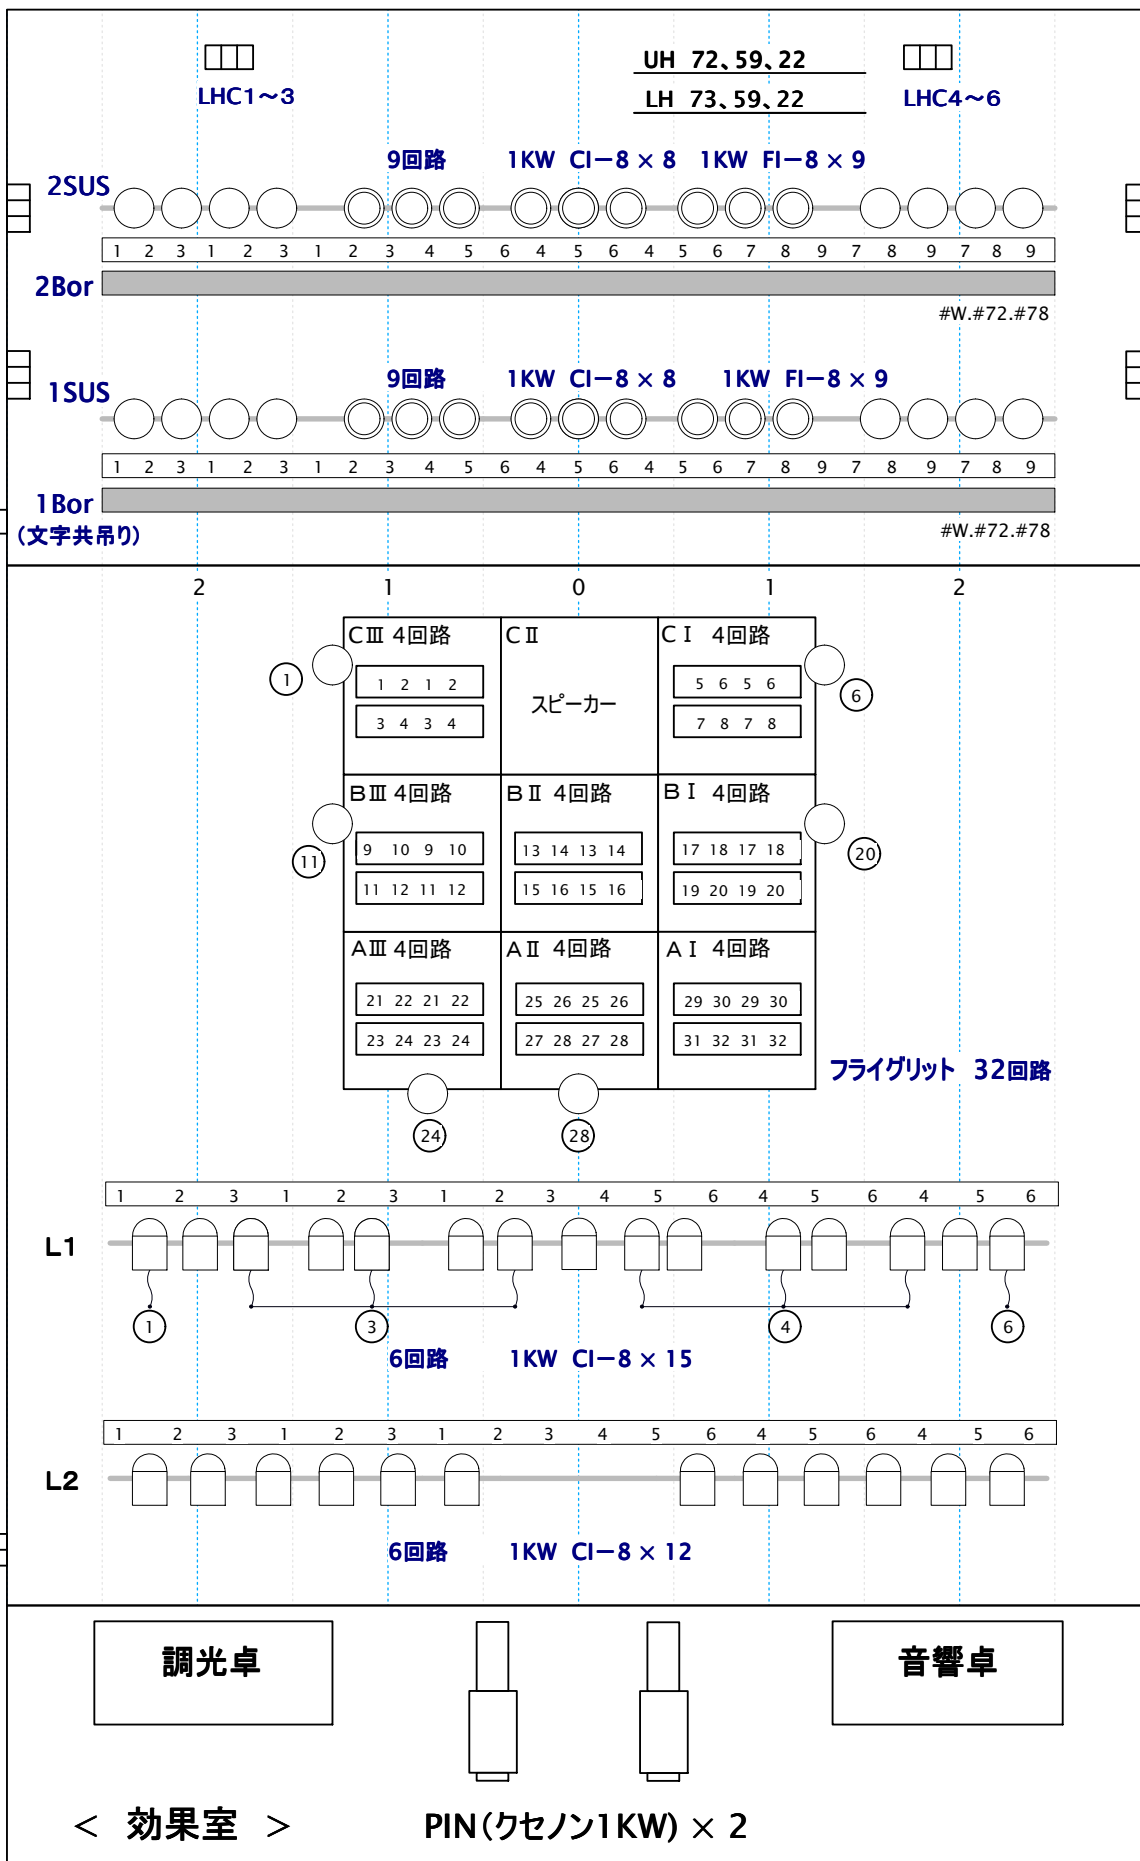 UH 72、59、22
LHC1～3
LH 73、59、22
LHC4～6
9回路 1KW CI－8 × 8 1KW FI－8 × 9
2SUS
1 2 3 1 2 3 1 2 3 4 5 6 4 5 6 4 5 6 7 8 9 7 8 9 7 8 9
2Bor
#W.#72.#78
9回路 1KW CI－8 × 8 1KW FI－8 × 9
1SUS
1 2 3 1 2 3 1 2 3 4 5 6 4 5 6 4 5 6 7 8 9 7 8 9 7 8 9
1Bor
(文字共吊り)
#W.#72.#78
2 1 0 1 2
CⅢ 4回路 CⅡ CⅠ 4回路
1 1 2 1 2 スピーカー 5 6 5 6 6
3 4 3 4 7 8 7 8
BⅢ 4回路 BⅡ 4回路 BⅠ 4回路
9 10 9 10 13 14 13 14 17 18 17 18
11 20
11 12 11 12 15 16 15 16 19 20 19 20
AⅢ 4回路 AⅡ 4回路 AⅠ 4回路
21 22 21 22 25 26 25 26 29 30 29 30
23 24 23 24 27 28 27 28 31 32 31 32
フライグリット 32回路
24 28
1 2 3 1 2 3 1 2 3 4 5 6 4 5 6 4 5 6
L1
1 3 4 6
6回路 1KW CI－8 × 15
1 2 3 1 2 3 1 2 3 4 5 6 4 5 6 4 5 6
L2
6回路 1KW CI－8 × 12
調光卓 音響卓
＜ 効果室 ＞ PIN(クセノン1KW) × 2